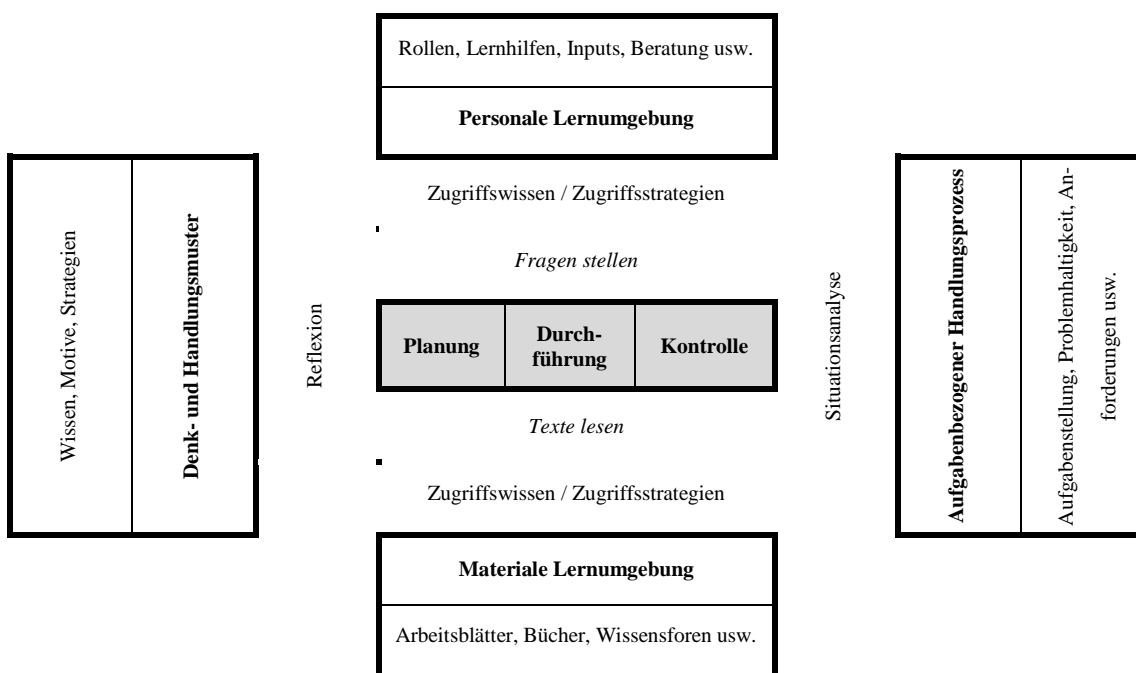 Rollen, Lernhilfen, Inputs, Beratung usw.
Personale Lernumgebung
Zugriffswissen / Zugriffsstrategien
Fragen stellen
Wissen, Motive, Strategien
Denk- und Handlungsmuster
Reflexion
Planung
Durch-
führung
Kontrolle
Situationsanalyse
Aufgabenbezogener Handlungsprozess
Aufgabenstellung, Problemhaltigkeit, An-
forderungen usw.
Texte lesen
Zugriffswissen / Zugriffsstrategien
Materiale Lernumgebung
Arbeitsblätter, Bücher, Wissensforen usw.